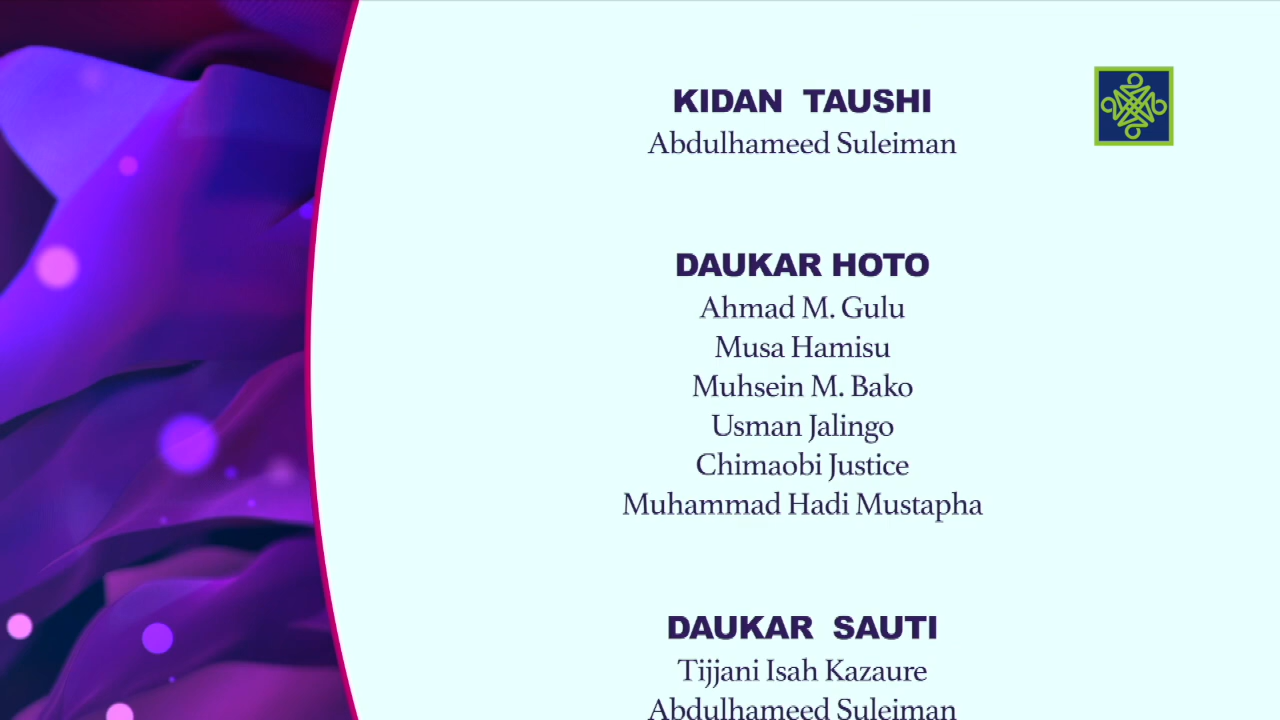 KIDAN TAUSHI
Abdulhameed Suleiman
DAUKAR HOTO
Ahmad M. Gulu
Musa Hamisu
Muhsein M. Bako
Usman Jalingo
Chimaobi Justice
Muhammad Hadi Mustapha
DAUKAR SAUTI
Tijjani Isah Kazaure
Abdulhameed Suleiman